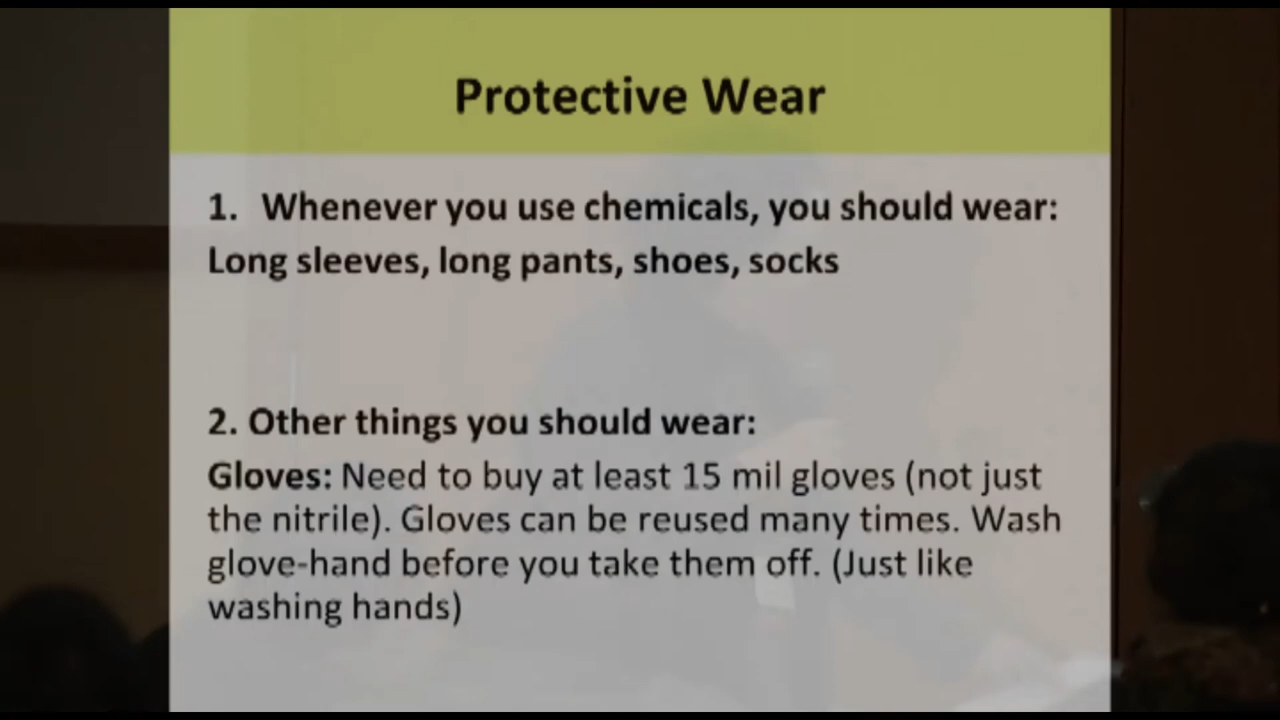 Protective Wear
1. Whenever you use chemicals, you should wear:
Long sleeves, long pants, shoes, socks
2. Other things you should wear:
Gloves: Need to buy at least 15 mil gloves (not just
the nitrile). Gloves can be reused many times. Wash
glove-hand before you take them off. (Just like
washing hands)